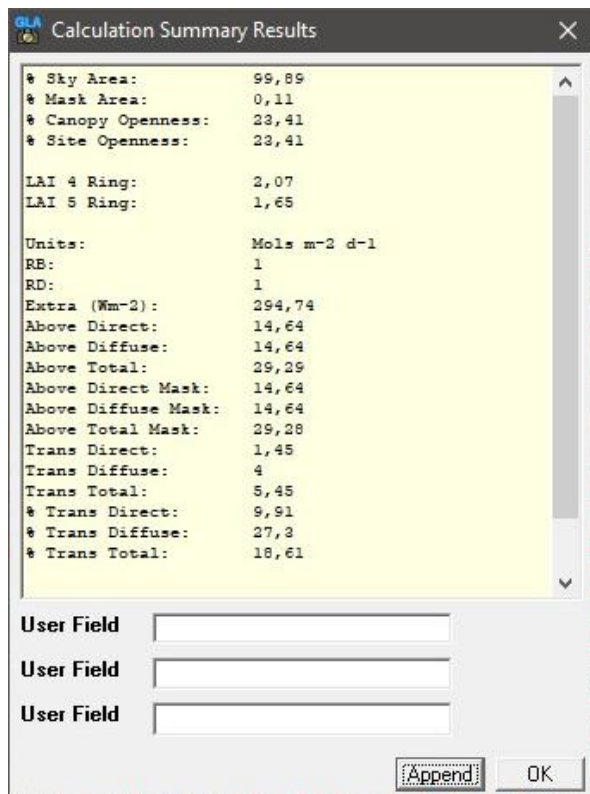 GLA Calculation Summary Results
% Sky Area: 99,89
% Mask Area: 0,11
% Canopy Openness: 23,41
% Site Openness: 23,41
LAI 4 Ring: 2,07
LAI 5 Ring: 1,65
Units: Mols m-2 d-1
RB: 1
RD: 1
Extra (Wm-2): 294,74
Above Direct: 14,64
Above Diffuse: 14,64
Above Total: 29,29
Above Direct Mask: 14,64
Above Diffuse Mask: 14,64
Above Total Mask: 29,28
Trans Direct: 1,45
Trans Diffuse: 4
Trans Total: 5,45
% Trans Direct: 9,91
% Trans Diffuse: 27,3
% Trans Total: 18,61
User Field
User Field
User Field
Append OK